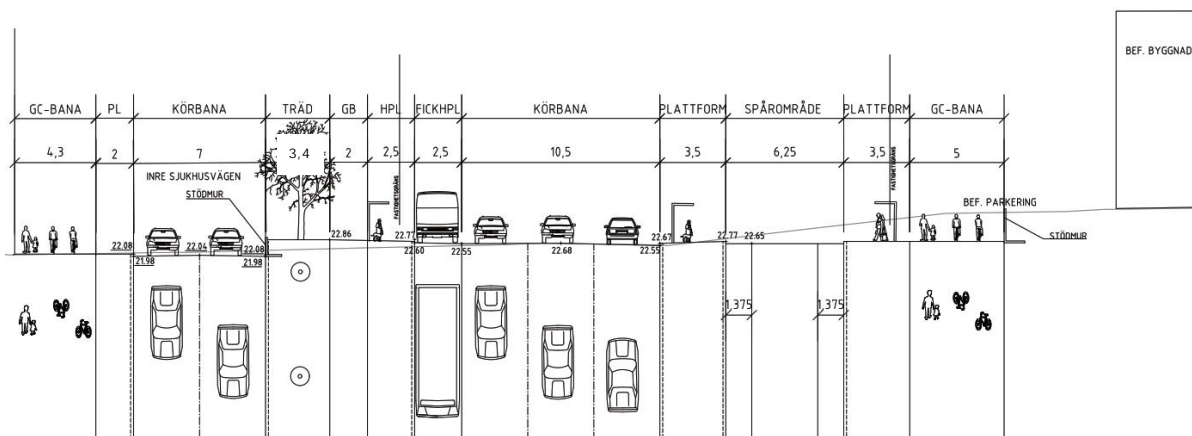 BEF. BYGGNAD
GC-BANA PL KÖRBANA TRÄD GB HPL FICKHPL KÖRBANA PLATTFORM SPÅROMRÅDE PLATTFORM GC-BANA
4,3 2 7 3,4 2 2,5 2,5 10,5 3,5 6,25 3,5 5
INRE SJUKHUSVÄGEN
STÖDMUR
FASTIGHETSGRÄNS
FASTIGHETSGRÄNS
BEF. PARKERING
STÖDMUR
22.86 22.77 22.67 22.77 22.65
22.08 22.04 22.08 22.60 22.55 22.68 22.55
21.98 21.98
1,375 1,375